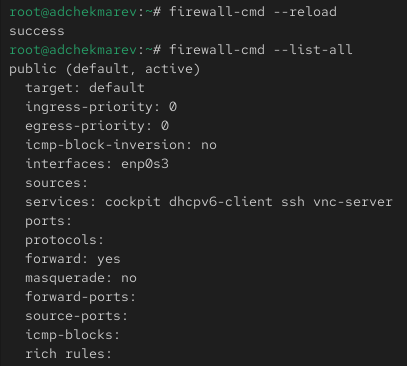 root@adchekmarev:~# firewall-cmd --reload
success
root@adchekmarev:~# firewall-cmd --list-all
public (default, active)
  target: default
  ingress-priority: 0
  egress-priority: 0
  icmp-block-inversion: no
  interfaces: enp0s3
  sources:
  services: cockpit dhcpv6-client ssh vnc-server
  ports:
  protocols:
  forward: yes
  masquerade: no
  forward-ports:
  source-ports:
  icmp-blocks:
  rich rules: